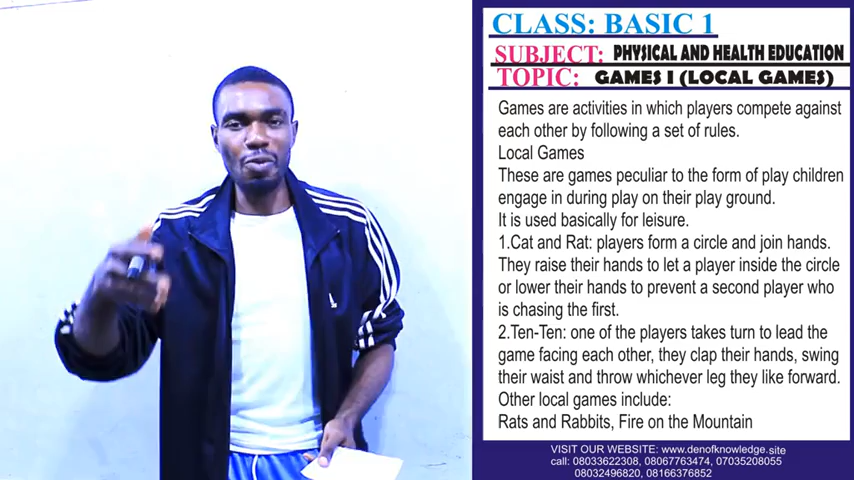 CLASS: BASIC 1
SUBJECT: PHYSICAL AND HEALTH EDUCATION
TOPIC: GAMES I (LOCAL GAMES)
Games are activities in which players compete against
each other by following a set of rules.
Local Games
These are games peculiar to the form of play children
engage in during play on their play ground.
It is used basically for leisure.
1.Cat and Rat: players form a circle and join hands.
They raise their hands to let a player inside the circle
or lower their hands to prevent a second player who
is chasing the first.
2.Ten-Ten: one of the players takes turn to lead the
game facing each other, they clap their hands, swing
their waist and throw whichever leg they like forward.
Other local games include:
Rats and Rabbits, Fire on the Mountain
VISIT OUR WEBSITE: www.denofknowledge.site
call: 08033622308, 08067763474, 07035208055
08032496820, 08166376852